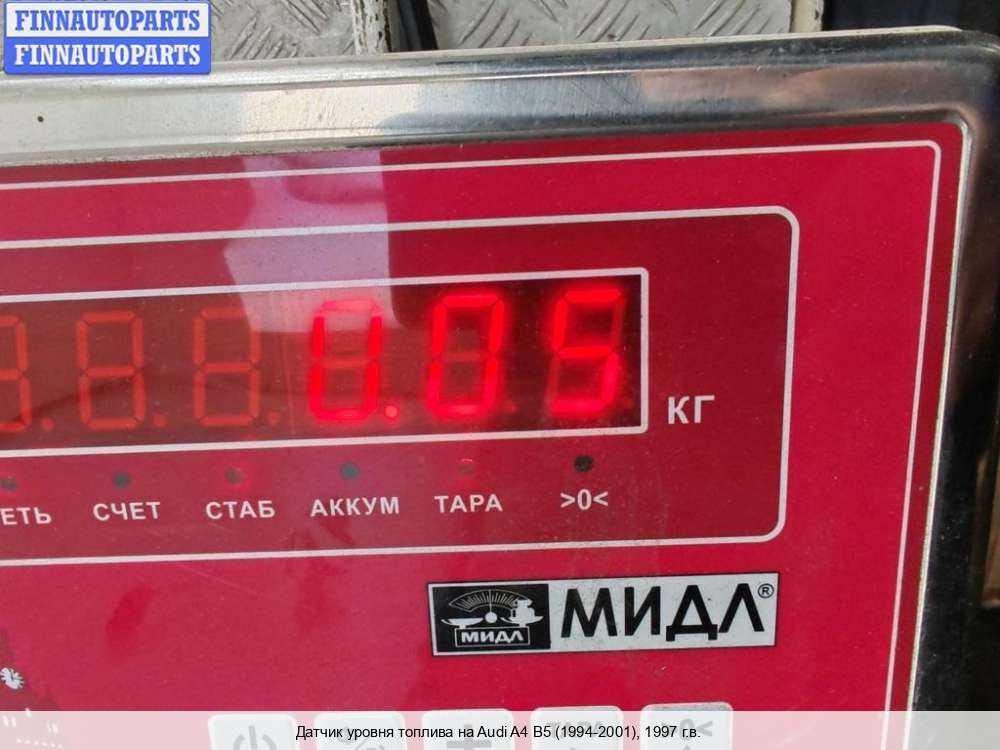 FINNAUTOPARTS
FINNAUTOPARTS
0.05
КГ
ЕТЬ СЧЕТ СТАБ АККУМ ТАРА >0<
МИДЛ МИДЛ®
Датчик уровня топлива на Audi A4 B5 (1994-2001), 1997 г.в.